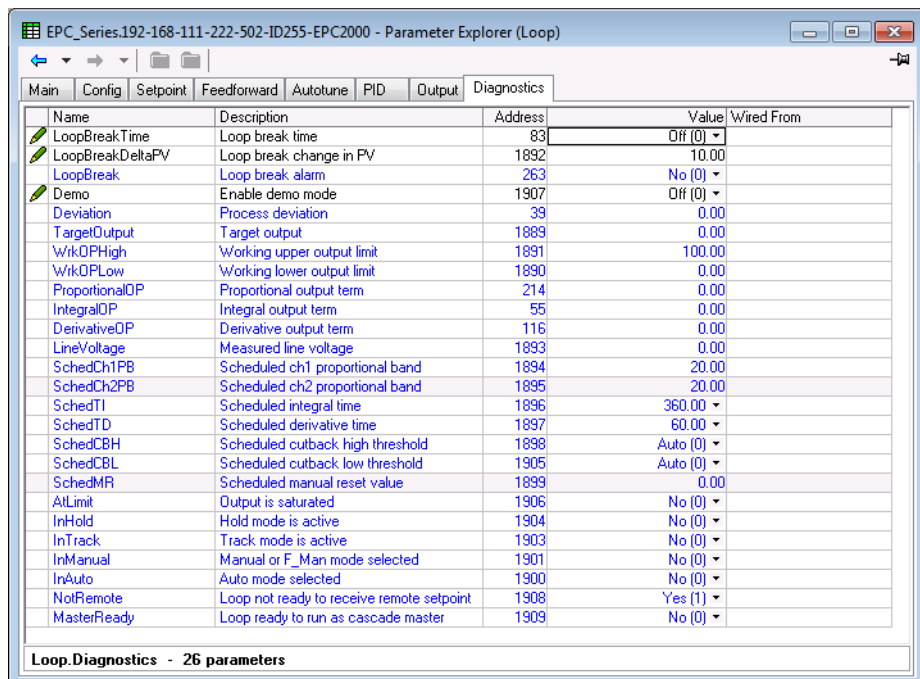 EPC_Series.192-168-111-222-502-ID255-EPC2000 - Parameter Explorer (Loop)
Main Config Setpoint Feedforward Autotune PID Output Diagnostics
Name Description Address Value Wired From
LoopBreakTime Loop break time 83 Off (0)
LoopBreakDeltaPV Loop break change in PV 1892 10.00
LoopBreak Loop break alarm 263 No (0)
Demo Enable demo mode 1907 Off (0)
Deviation Process deviation 39 0.00
TargetOutput Target output 1889 0.00
WrkOPHigh Working upper output limit 1891 100.00
WrkOPLow Working lower output limit 1890 0.00
ProportionalOP Proportional output term 214 0.00
IntegralOP Integral output term 55 0.00
DerivativeOP Derivative output term 116 0.00
LineVoltage Measured line voltage 1893 0.00
SchedCh1PB Scheduled ch1 proportional band 1894 20.00
SchedCh2PB Scheduled ch2 proportional band 1895 20.00
SchedTI Scheduled integral time 1896 360.00
SchedTD Scheduled derivative time 1897 60.00
SchedCBH Scheduled cutback high threshold 1898 Auto (0)
SchedCBL Scheduled cutback low threshold 1905 Auto (0)
SchedMR Scheduled manual reset value 1899 0.00
AtLimit Output is saturated 1906 No (0)
InHold Hold mode is active 1904 No (0)
InTrack Track mode is active 1903 No (0)
InManual Manual or F_Man mode selected 1901 No (0)
InAuto Auto mode selected 1900 No (0)
NotRemote Loop not ready to receive remote setpoint 1908 Yes (1)
MasterReady Loop ready to run as cascade master 1909 No (0)
Loop.Diagnostics - 26 parameters